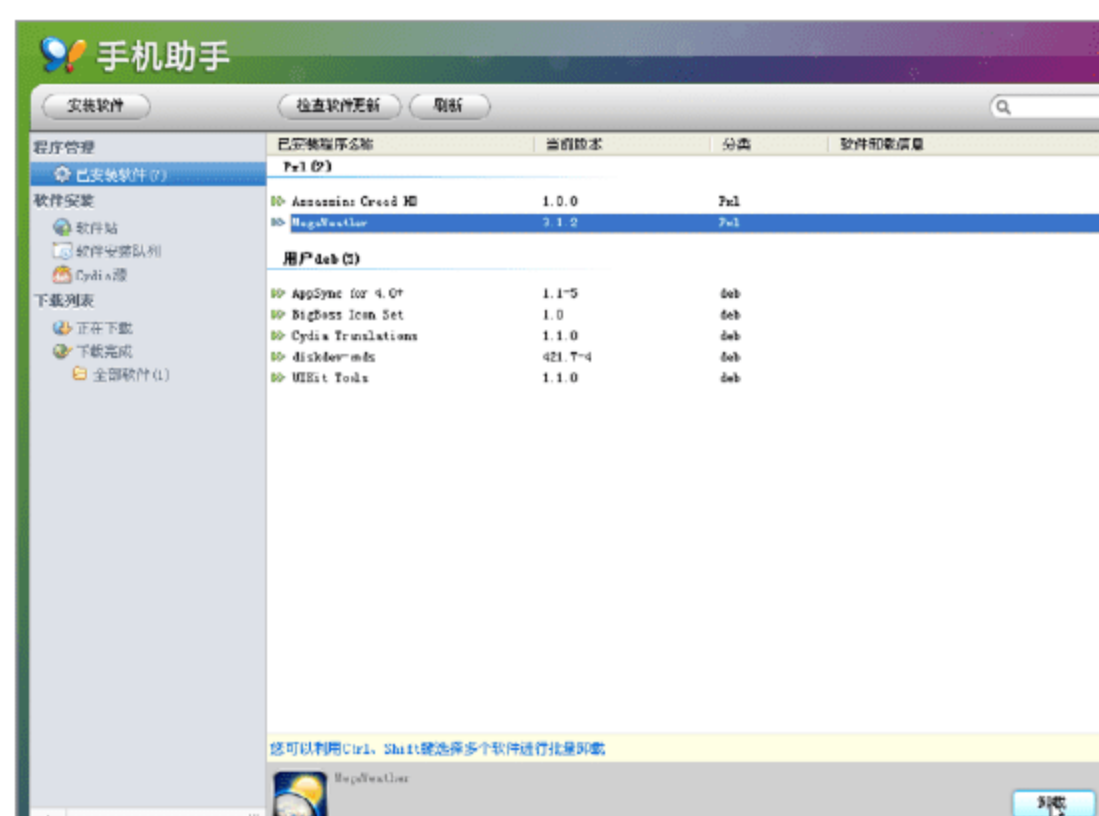 手机助手
安装软件
检查软件更新
刷新
程序管理
已安装软件(7)
软件安装
软件站
软件安装队列
Cydia源
下载列表
正在下载
下载完成
全部软件(1)
已安装程序名称 当前版本 分类 软件卸载信息
Pxl(2)
Assassins Creed HD 1.0.0 Pxl
MegaWeather 3.1.2 Pxl
用户deb(5)
AppSync for 4.0+ 1.1-5 deb
BigBoss Icon Set 1.0 deb
Cydia Translations 1.1.0 deb
diskdev-cmds 421.7-4 deb
UIKit Tools 1.1.0 deb
您可以利用Ctrl、Shift键选择多个软件进行批量卸载
MegaWeather
卸载